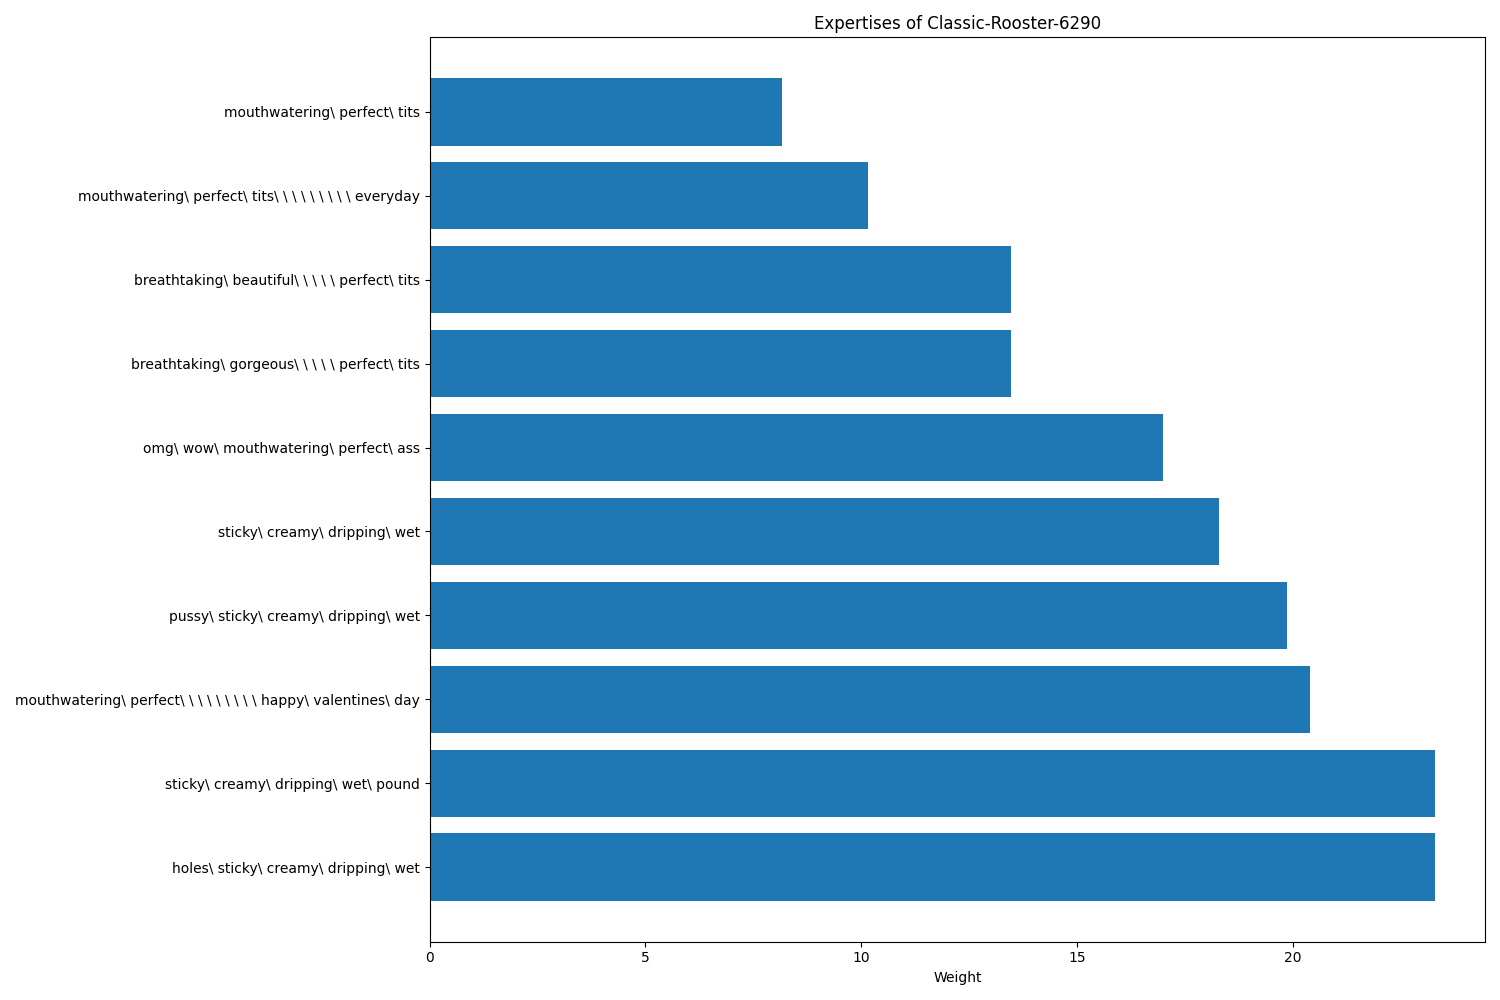 Expertises of Classic-Rooster-6290
mouthwatering\ perfect\ tits
mouthwatering\ perfect\ tits\ \ \ \ \ \ \ \ \ everyday
breathtaking\ beautiful\ \ \ \ \ perfect\ tits
breathtaking\ gorgeous\ \ \ \ \ perfect\ tits
omg\ wow\ mouthwatering\ perfect\ ass
sticky\ creamy\ dripping\ wet
pussy\ sticky\ creamy\ dripping\ wet
mouthwatering\ perfect\ \ \ \ \ \ \ \ \ happy\ valentines\ day
sticky\ creamy\ dripping\ wet\ pound
holes\ sticky\ creamy\ dripping\ wet
0 5 10 15 20
Weight